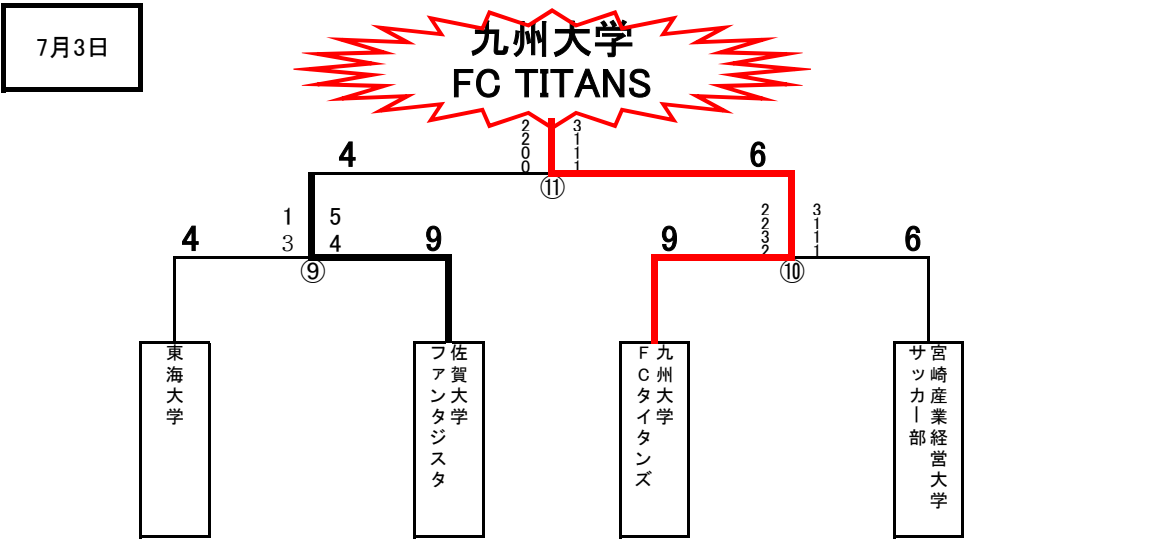 7月3日
九州大学
FC TITANS
2 3
2 1
0 1
0 1
4
6
⑪
1 5
3 4
2 3
2 1
3 1
2 1
4
9
9
6
⑨
⑩
東海大学
佐賀大学
ファンタジスタ
九州大学
FCタイタンズ
宮崎産業経営大学
サッカー部